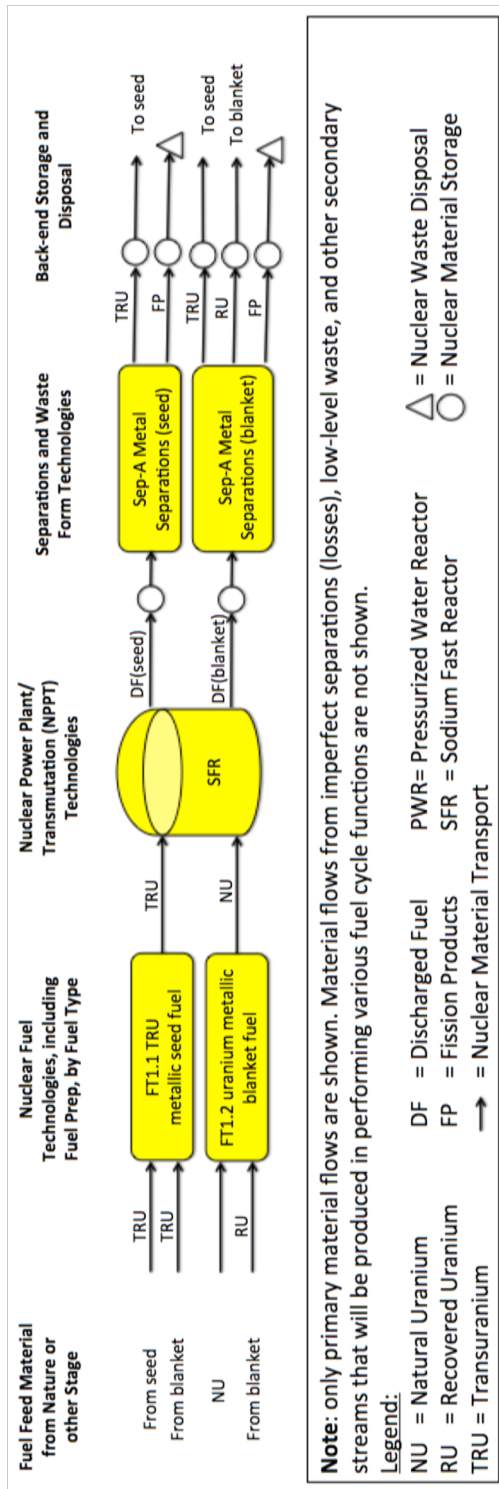 Fuel Feed Material
from Nature or
other Stage
Nuclear Fuel
Technologies, including
Fuel Prep, by Fuel Type
Nuclear Power Plant/
Transmutation (NPPT)
Technologies
Separations and Waste
Form Technologies
Back-end Storage and
Disposal
From seed
From blanket
NU
From blanket
TRU
TRU
RU
FT1.1 TRU
metallic seed fuel
FT1.2 uranium metallic
blanket fuel
TRU
NU
SFR
DF(seed)
DF(blanket)
Sep-A Metal
Separations (seed)
Sep-A Metal
Separations (blanket)
TRU
FP
TRU
RU
FP
To seed
To seed
To blanket
Note: only primary material flows are shown. Material flows from imperfect separations (losses), low-level waste, and other secondary
streams that will be produced in performing various fuel cycle functions are not shown.
Legend:
NU = Natural Uranium
RU = Recovered Uranium
TRU = Transuranium
DF = Discharged Fuel
FP = Fission Products
→ = Nuclear Material Transport
PWR= Pressurized Water Reactor
SFR = Sodium Fast Reactor
△ = Nuclear Waste Disposal
○ = Nuclear Material Storage